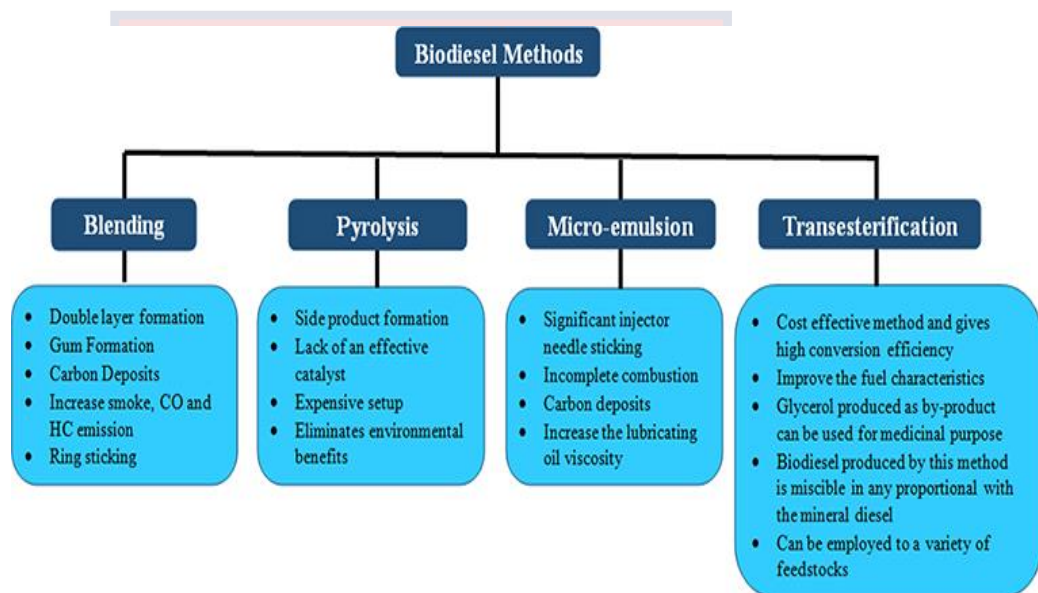 Biodiesel Methods
Blending
Pyrolysis
Micro-emulsion
Transesterification
• Double layer formation
• Gum Formation
• Carbon Deposits
• Increase smoke, CO and
HC emission
• Ring sticking
• Side product formation
• Lack of an effective
catalyst
• Expensive setup
• Eliminates environmental
benefits
• Significant injector
needle sticking
• Incomplete combustion
• Carbon deposits
• Increase the lubricating
oil viscosity
• Cost effective method and gives
high conversion efficiency
• Improve the fuel characteristics
• Glycerol produced as by-product
can be used for medicinal purpose
• Biodiesel produced by this method
is miscible in any proportional with
the mineral diesel
• Can be employed to a variety of
feedstocks